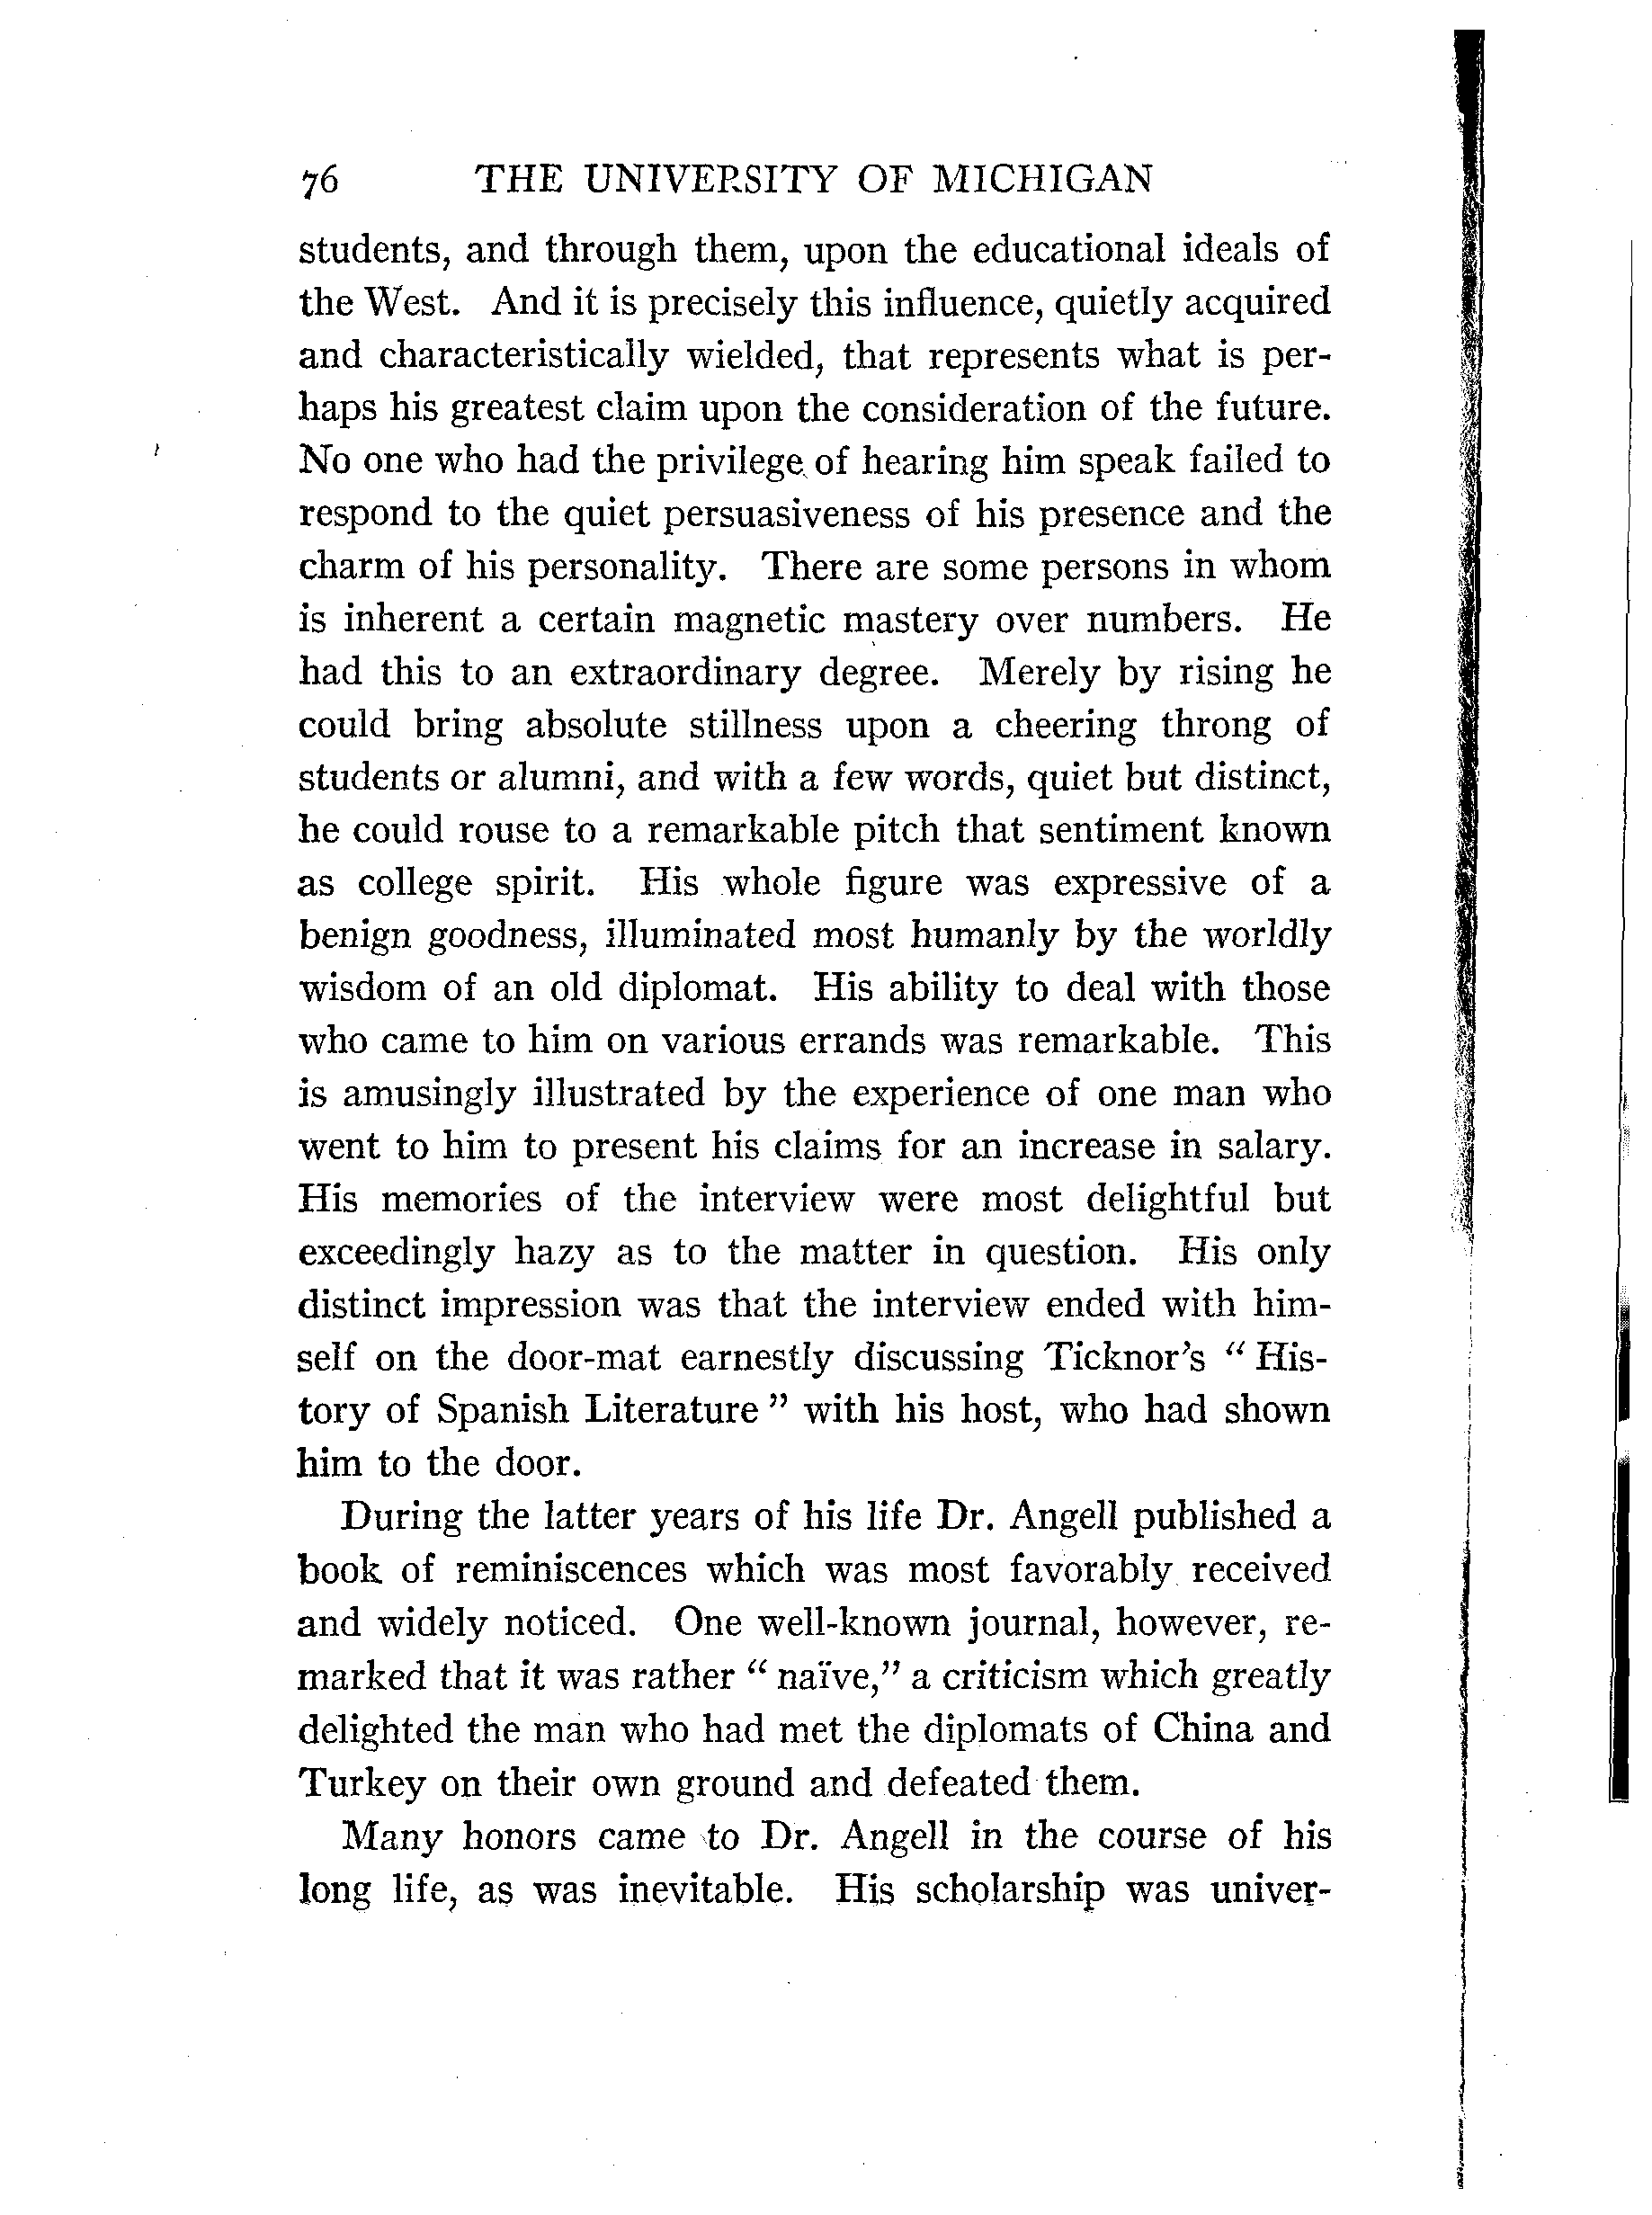 76 THE UNIVERSITY OF MICHIGAN
students, and through them, upon the educational ideals of
the West. And it is precisely this influence, quietly acquired
and characteristically wielded, that represents what is per-
haps his greatest claim upon the consideration of the future.
No one who had the privilege of hearing him speak failed to
respond to the quiet persuasiveness of his presence and the
charm of his personality. There are some persons in whom
is inherent a certain magnetic mastery over numbers. He
had this to an extraordinary degree. Merely by rising he
could bring absolute stillness upon a cheering throng of
students or alumni, and with a few words, quiet but distinct,
he could rouse to a remarkable pitch that sentiment known
as college spirit. His whole figure was expressive of a
benign goodness, illuminated most humanly by the worldly
wisdom of an old diplomat. His ability to deal with those
who came to him on various errands was remarkable. This
is amusingly illustrated by the experience of one man who
went to him to present his claims for an increase in salary.
His memories of the interview were most delightful but
exceedingly hazy as to the matter in question. His only
distinct impression was that the interview ended with him-
self on the door-mat earnestly discussing Ticknor's “ His-
tory of Spanish Literature ” with his host, who had shown
him to the door.
During the latter years of his life Dr. Angell published a
book of reminiscences which was most favorably received
and widely noticed. One well-known journal, however, re-
marked that it was rather “ naïve,” a criticism which greatly
delighted the man who had met the diplomats of China and
Turkey on their own ground and defeated them.
Many honors came to Dr. Angell in the course of his
long life, as was inevitable. His scholarship was univer-